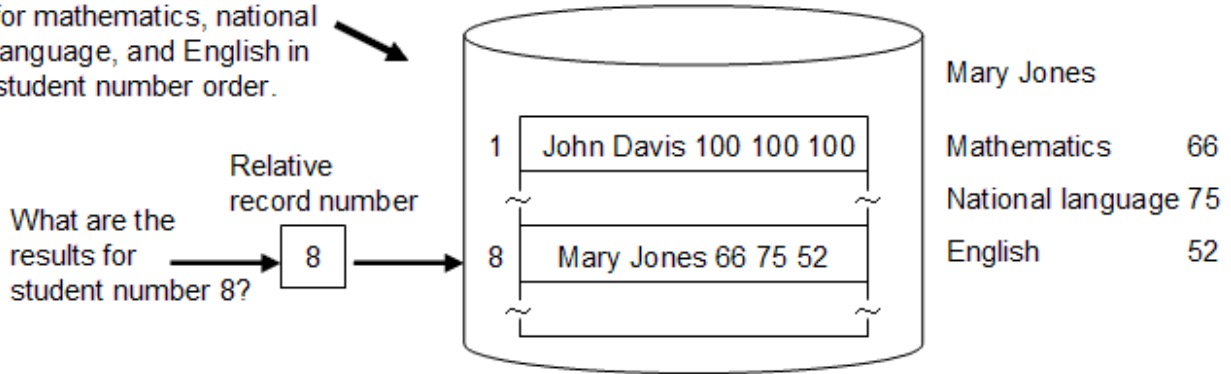 for mathematics, national
language, and English in
student number order.
Mary Jones
1 John Davis 100 100 100
Mathematics 66
Relative
record number
National language 75
What are the
results for
student number 8?
8
8 Mary Jones 66 75 52
English 52